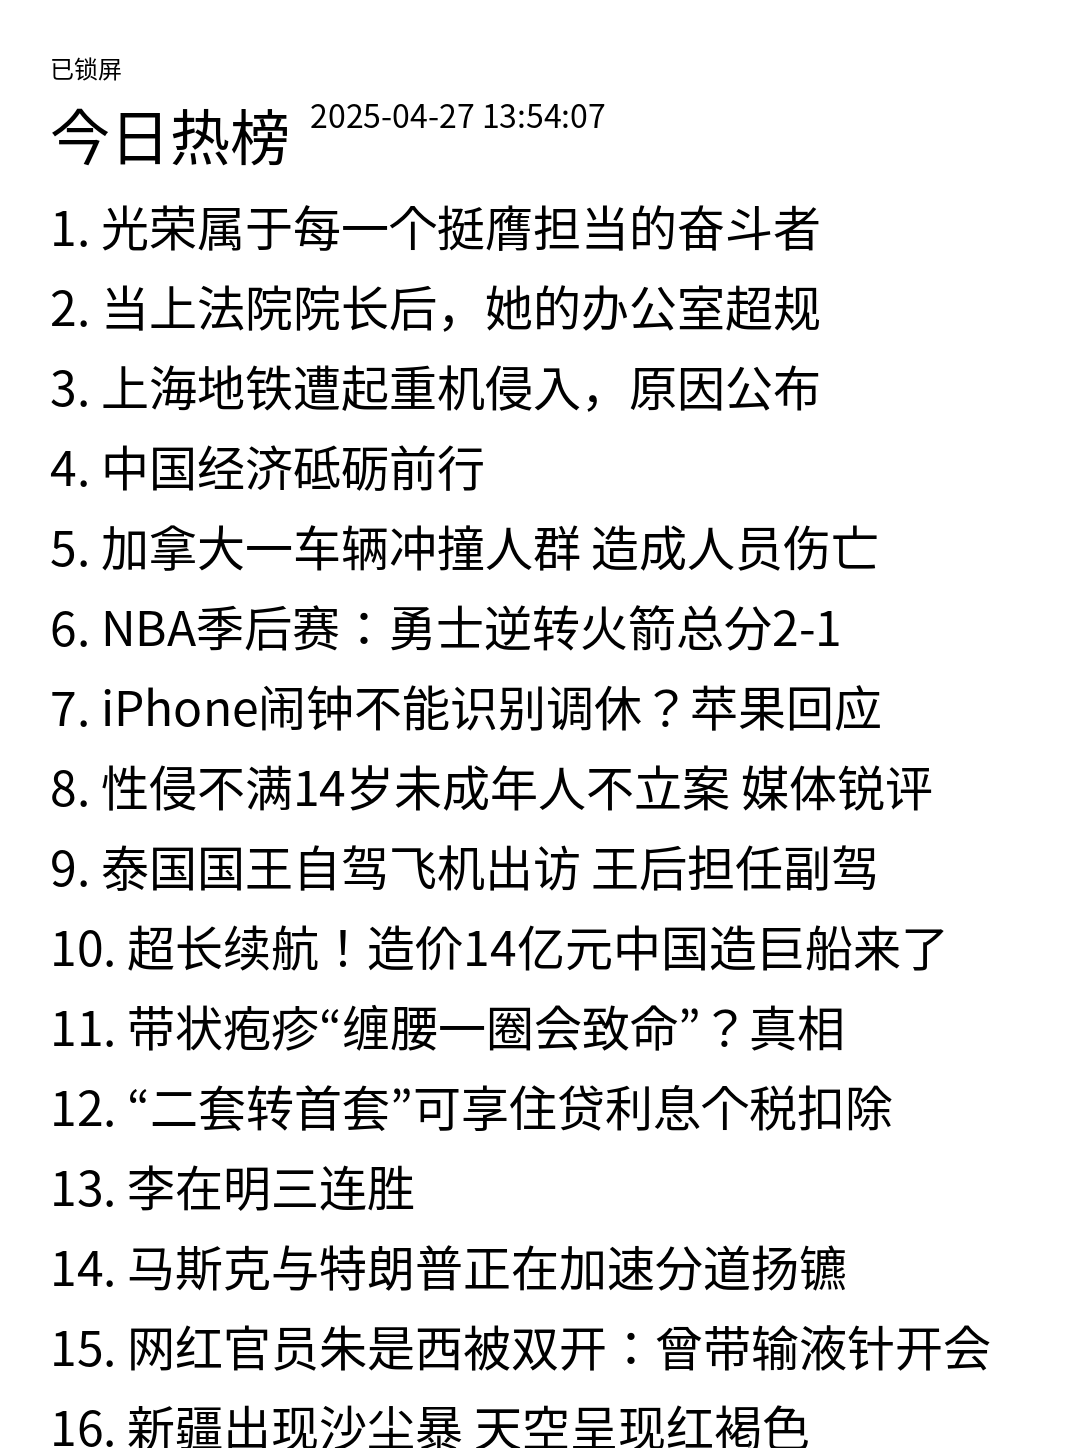 已锁屏
今日热榜 2025-04-27 13:54:07
1. 光荣属于每一个挺膺担当的奋斗者
2. 当上法院院长后，她的办公室超规
3. 上海地铁遭起重机侵入，原因公布
4. 中国经济砥砺前行
5. 加拿大一车辆冲撞人群 造成人员伤亡
6. NBA季后赛：勇士逆转火箭总分2-1
7. iPhone闹钟不能识别调休？苹果回应
8. 性侵不满14岁未成年人不立案 媒体锐评
9. 泰国国王自驾飞机出访 王后担任副驾
10. 超长续航！造价14亿元中国造巨船来了
11. 带状疱疹“缠腰一圈会致命”？真相
12. “二套转首套”可享住贷利息个税扣除
13. 李在明三连胜
14. 马斯克与特朗普正在加速分道扬镳
15. 网红官员朱是西被双开：曾带输液针开会
16. 新疆出现沙尘暴 天空呈现红褐色